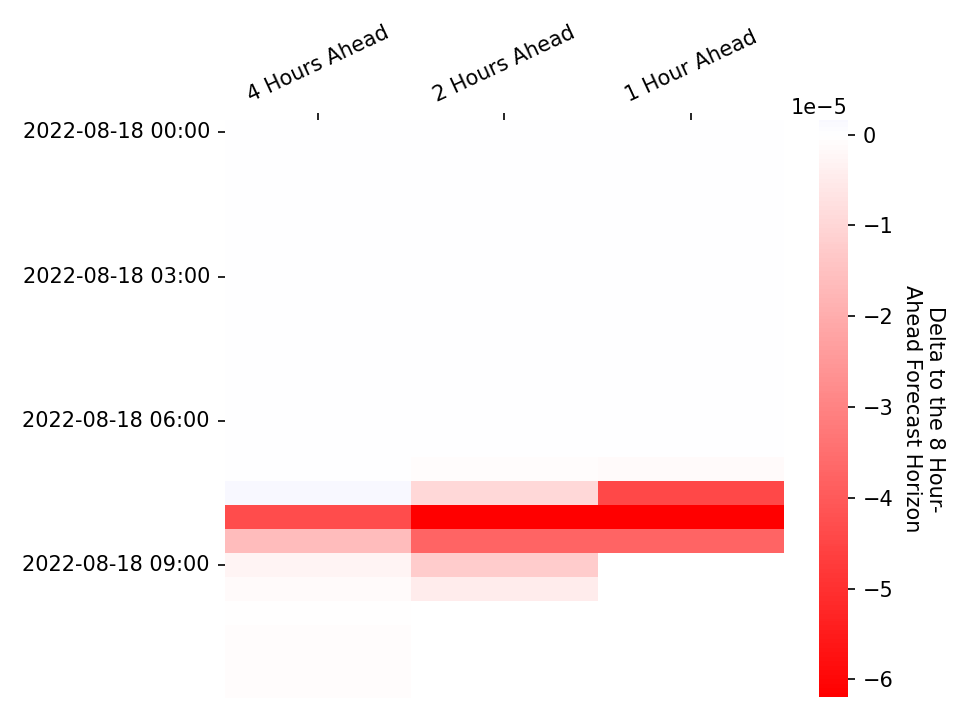 4 Hours Ahead
2 Hours Ahead
1 Hour Ahead
2022-08-18 00:00
2022-08-18 03:00
2022-08-18 06:00
2022-08-18 09:00
1e−5
0
−1
−2
−3
−4
−5
−6
Delta to the 8 Hour-
Ahead Forecast Horizon